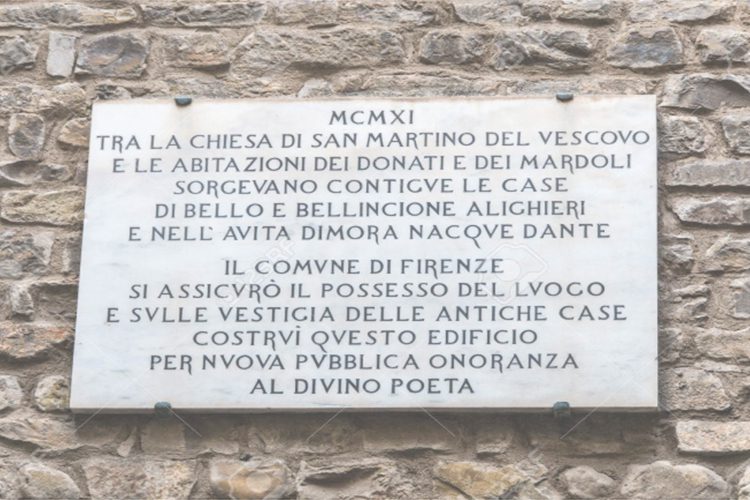 MCMXI
TRA LA CHIESA DI SAN MARTINO DEL VESCOVO
E LE ABITAZIONI DEI DONATI E DEI MARDOLI
SORGEVANO CONTIGVE LE CASE
DI BELLO E BELLINCIONE ALIGHIERI
E NELL' AVITA DIMORA NACQVE DANTE
IL COMVNE DI FIRENZE
SI ASSICVRÒ IL POSSESSO DEL LVOGO
E SVLLE VESTIGIA DELLE ANTICHE CASE
COSTRVÌ QVESTO EDIFICIO
PER NVOVA PVBBLICA ONORANZA
AL DIVINO POETA